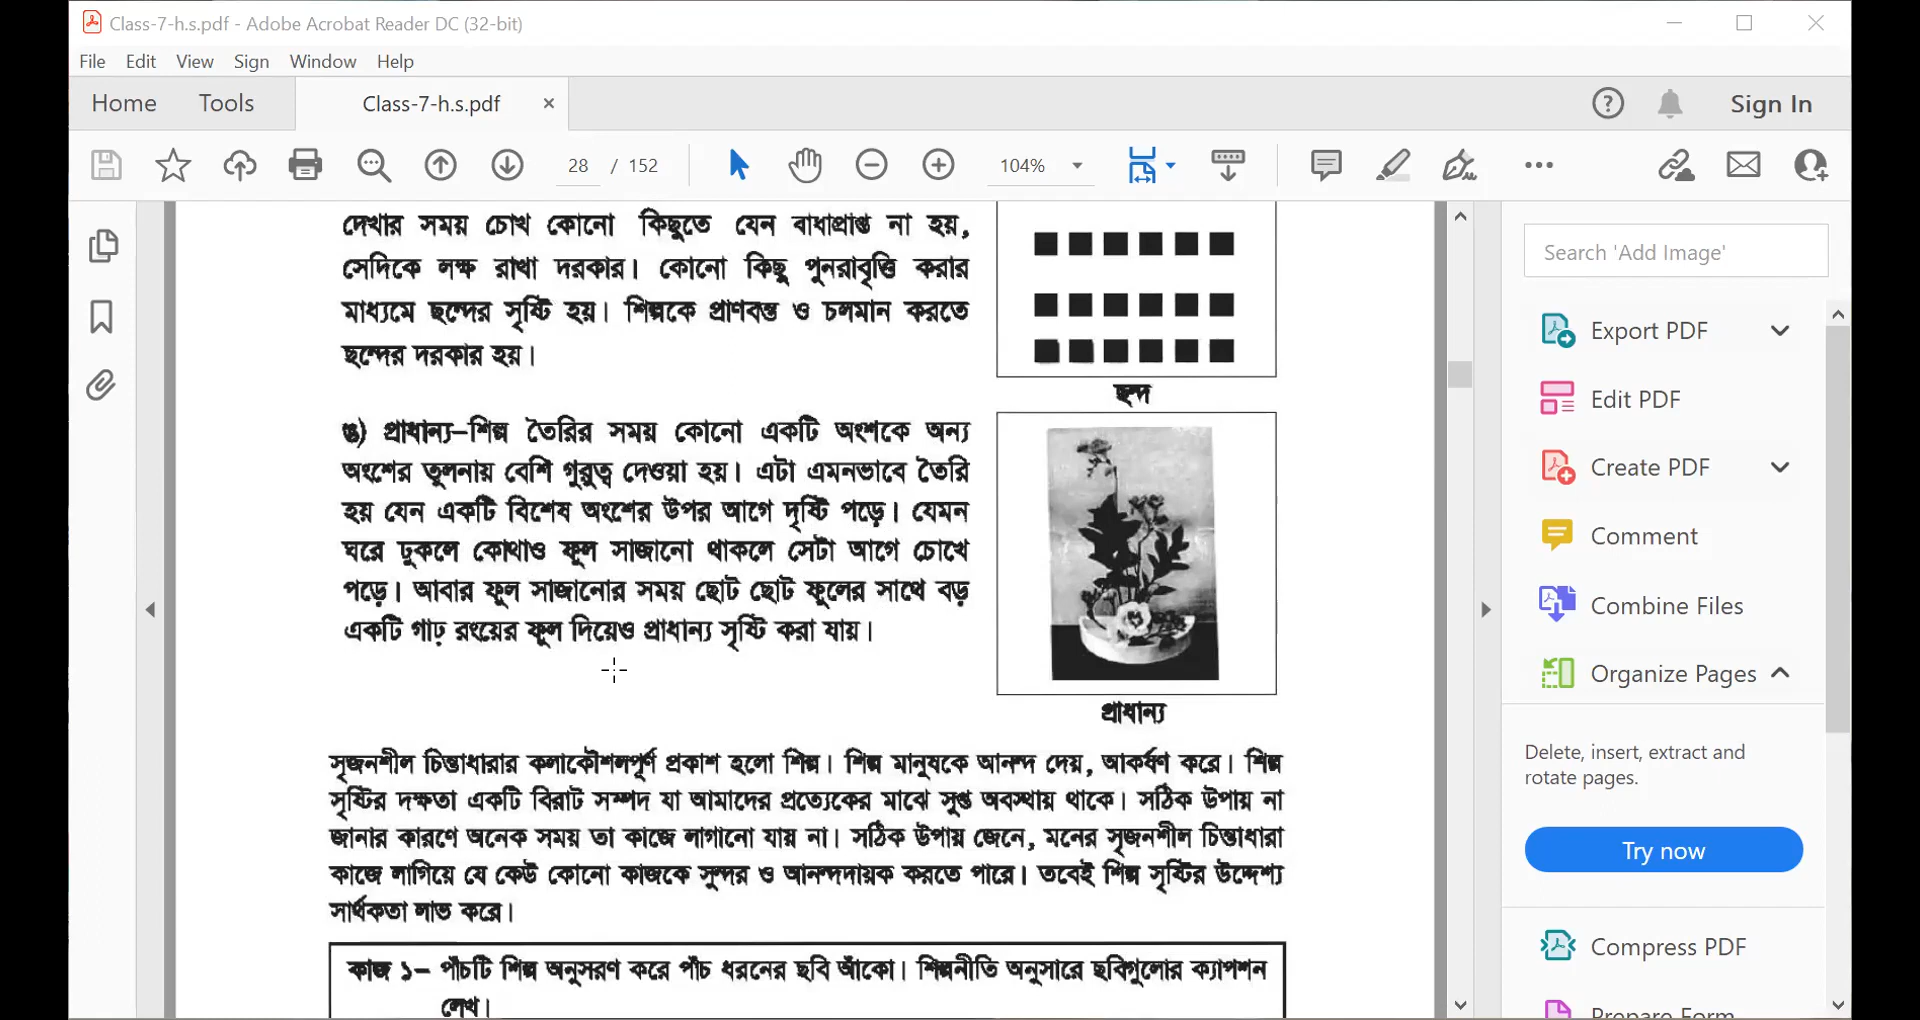 Class-7-h.s.pdf - Adobe Acrobat Reader DC (32-bit)
File Edit View Sign Window Help
Home Tools Class-7-h.s.pdf × Sign In
28 / 152 104%
দেখার সময় চোখ কোনো কিছুতে যেন বাধাপ্রাপ্ত না হয়,
সেদিকে লক্ষ রাখা দরকার। কোনো কিছু পুনরাবৃত্তি করার
মাধ্যমে ছন্দের সৃষ্টি হয়। শিল্পকে প্রাণবন্ত ও চলমান করতে
ছন্দের দরকার হয়।
ছন্দ
ঙ) প্রাধান্য–শিল্প তৈরির সময় কোনো একটি অংশকে অন্য
অংশের তুলনায় বেশি গুরুত্ব দেওয়া হয়। এটা এমনভাবে তৈরি
হয় যেন একটি বিশেষ অংশের উপর আগে দৃষ্টি পড়ে। যেমন
ঘরে ঢুকলে কোথাও ফুল সাজানো থাকলে সেটা আগে চোখে
পড়ে। আবার ফুল সাজানোর সময় ছোট ছোট ফুলের সাথে বড়
একটি গাঢ় রংয়ের ফুল দিয়েও প্রাধান্য সৃষ্টি করা যায়।
প্রাধান্য
সৃজনশীল চিন্তাধারার কলাকৌশলপূর্ণ প্রকাশ হলো শিল্প। শিল্প মানুষকে আনন্দ দেয়, আকর্ষণ করে। শিল্প
সৃষ্টির দক্ষতা একটি বিরাট সম্পদ যা আমাদের প্রত্যেকের মাঝে সুপ্ত অবস্থায় থাকে। সঠিক উপায় না
জানার কারণে অনেক সময় তা কাজে লাগানো যায় না। সঠিক উপায় জেনে, মনের সৃজনশীল চিন্তাধারা
কাজে লাগিয়ে যে কেউ কোনো কাজকে সুন্দর ও আনন্দদায়ক করতে পারে। তবেই শিল্প সৃষ্টির উদ্দেশ্য
সার্থকতা লাভ করে।
কাজ ১– পাঁচটি শিল্প অনুসরণ করে পাঁচ ধরনের ছবি আঁকো। শিল্পনীতি অনুসারে ছবিগুলোর ক্যাপশন
লেখ।
Search 'Add Image'
Export PDF
Edit PDF
Create PDF
Comment
Combine Files
Organize Pages
Delete, insert, extract and
rotate pages.
Try now
Compress PDF
Prepare Form